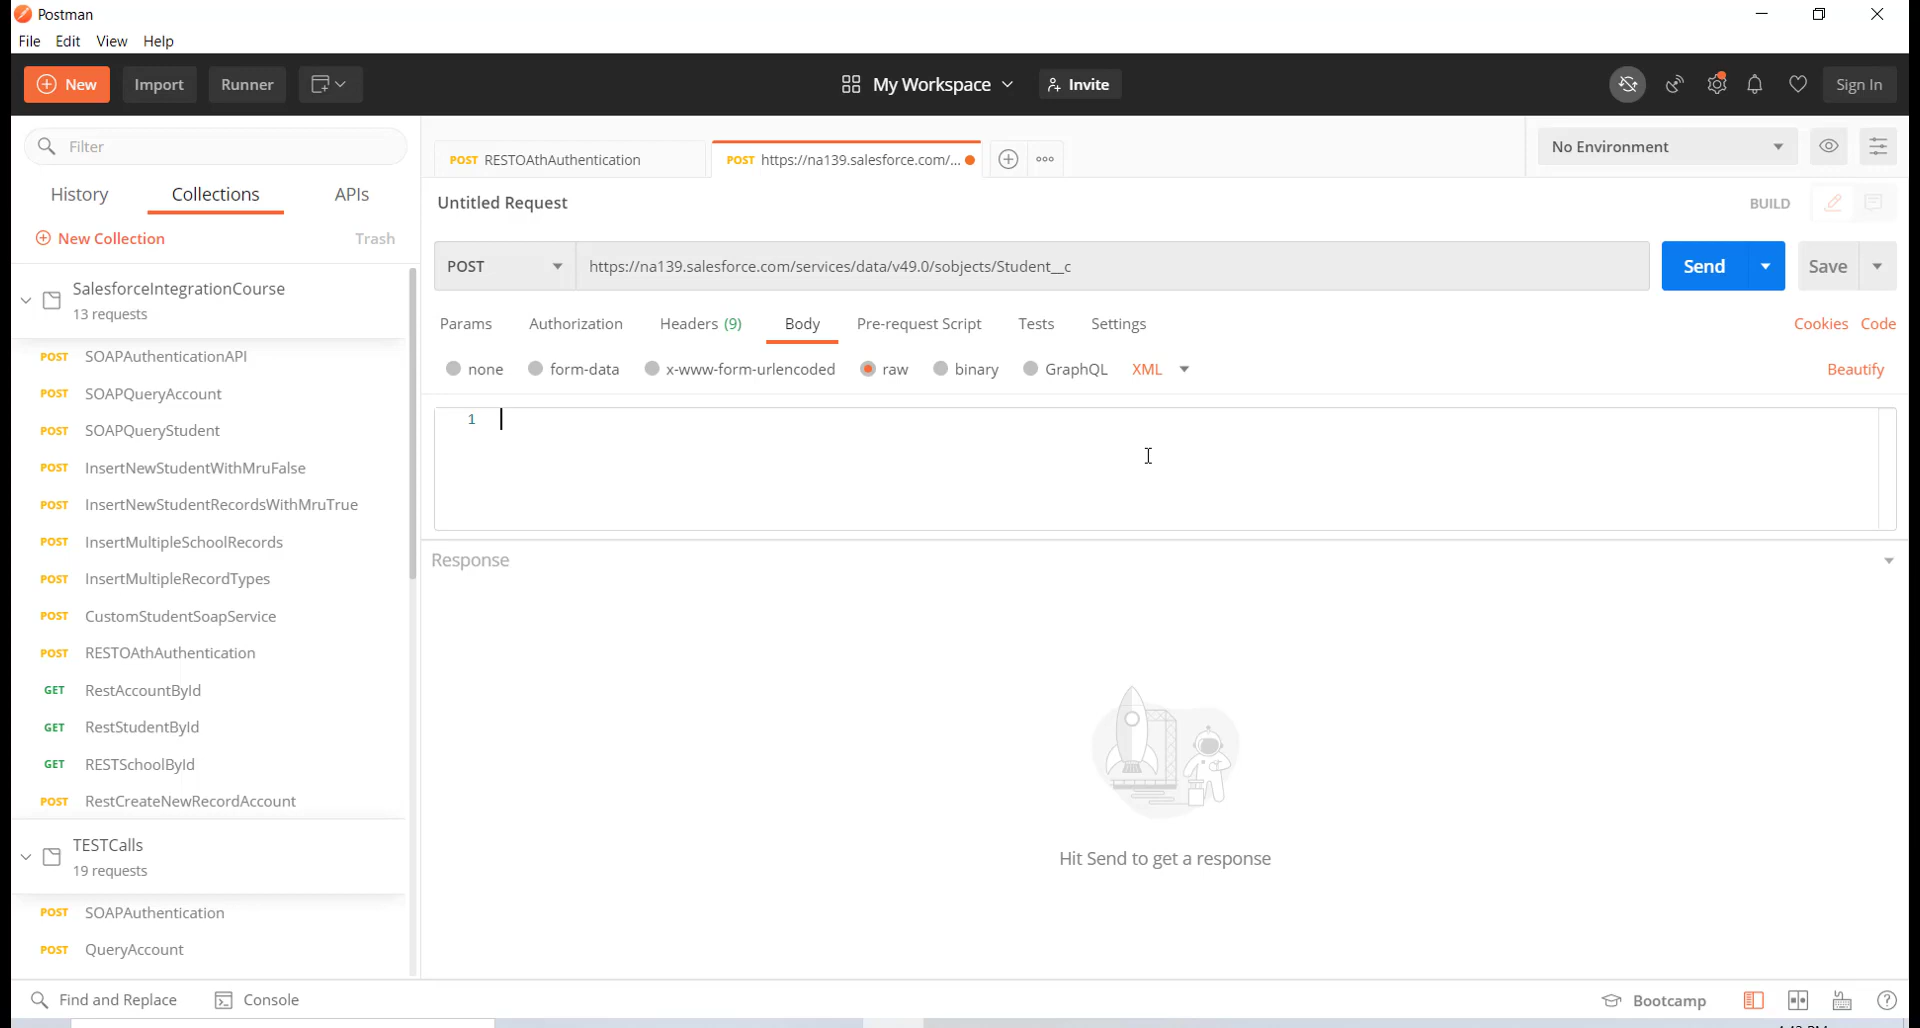 Postman
File Edit View Help
New Import Runner My Workspace Invite Sign In
Filter
History Collections APIs
New Collection Trash
SalesforceIntegrationCourse
13 requests
POST SOAPAuthenticationAPI
POST SOAPQueryAccount
POST SOAPQueryStudent
POST InsertNewStudentWithMruFalse
POST InsertNewStudentRecordsWithMruTrue
POST InsertMultipleSchoolRecords
POST InsertMultipleRecordTypes
POST CustomStudentSoapService
POST RESTOAthAuthentication
GET RestAccountById
GET RestStudentById
GET RESTSchoolById
POST RestCreateNewRecordAccount
TESTCalls
19 requests
POST SOAPAuthentication
POST QueryAccount
POST RESTOAthAuthentication POST https://na139.salesforce.com/... No Environment
Untitled Request BUILD
POST https://na139.salesforce.com/services/data/v49.0/sobjects/Student__c Send Save
Params Authorization Headers (9) Body Pre-request Script Tests Settings Cookies Code
none form-data x-www-form-urlencoded raw binary GraphQL XML Beautify
1
Response
Hit Send to get a response
Find and Replace Console Bootcamp